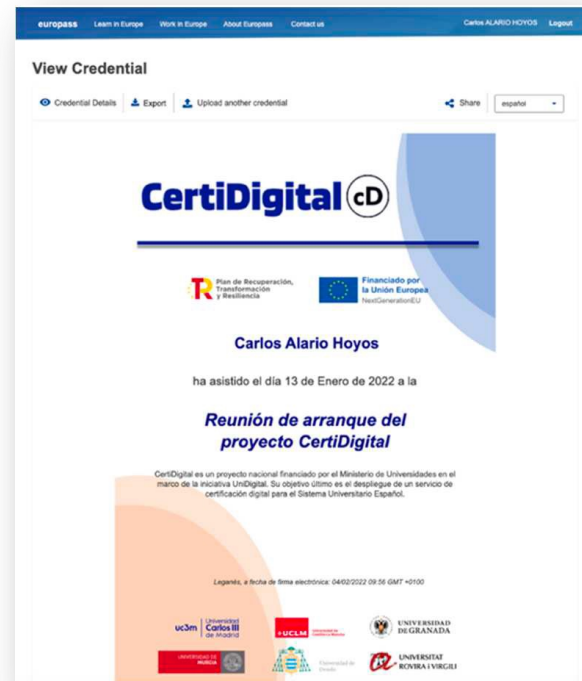 europass Learn in Europe Work in Europe About Europass Contact us Carlos ALARIO HOYOS Logout
View Credential
Credential Details Export Upload another credential Share español
CertiDigital cD
Plan de Recuperación,
Transformación
y Resiliencia
Financiado por
la Unión Europea
NextGenerationEU
Carlos Alario Hoyos
ha asistido el día 13 de Enero de 2022 a la
Reunión de arranque del
proyecto CertiDigital
CertiDigital es un proyecto nacional financiado por el Ministerio de Universidades en el
marco de la iniciativa UniDigital. Su objetivo último es el despliegue de un servicio de
certificación digital para el Sistema Universitario Español.
Leganés, a fecha de firma electrónica: 04/02/2022 09:56 GMT +0100
uc3m Universidad
Carlos III
de Madrid
UCLM
UNIVERSIDAD
DE GRANADA
UNIVERSIDAD DE
MURCIA
Universidad de
Oviedo
UNIVERSITAT
ROVIRA i VIRGILI